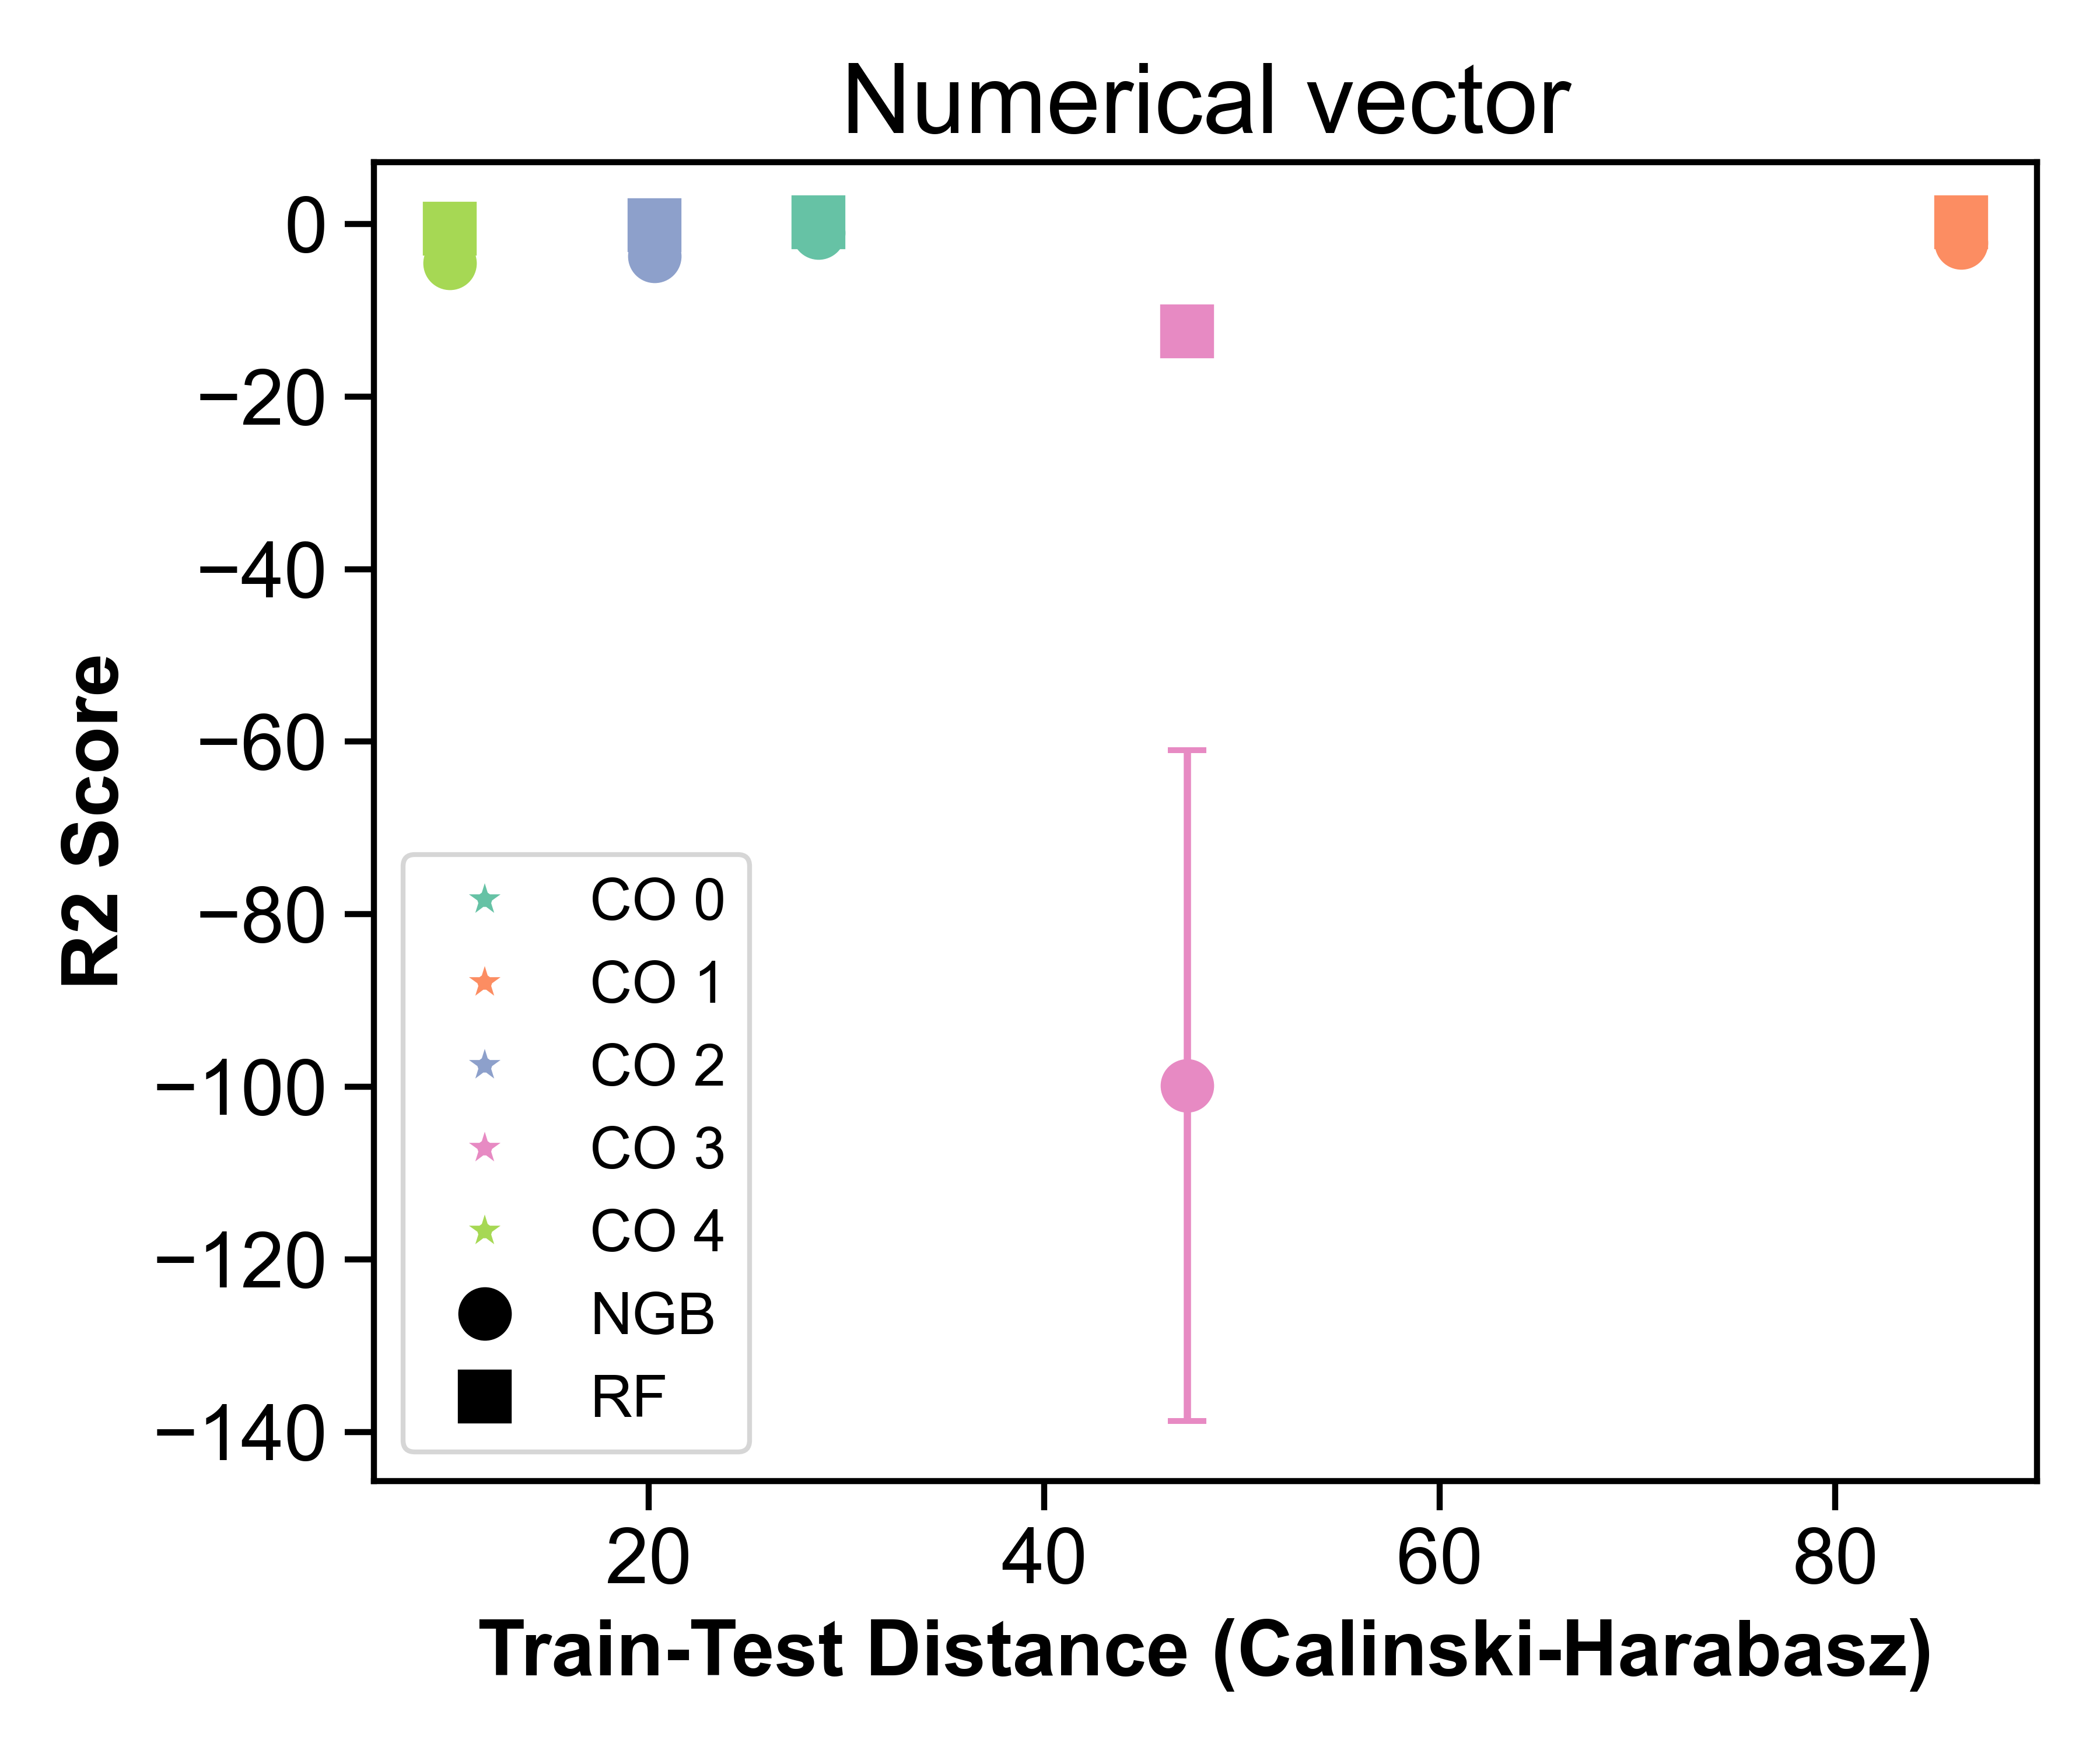 Numerical vector
0
−20
−40
−60
−80
−100
−120
−140
R2 Score
CO 0
CO 1
CO 2
CO 3
CO 4
NGB
RF
20 40 60 80
Train-Test Distance (Calinski-Harabasz)